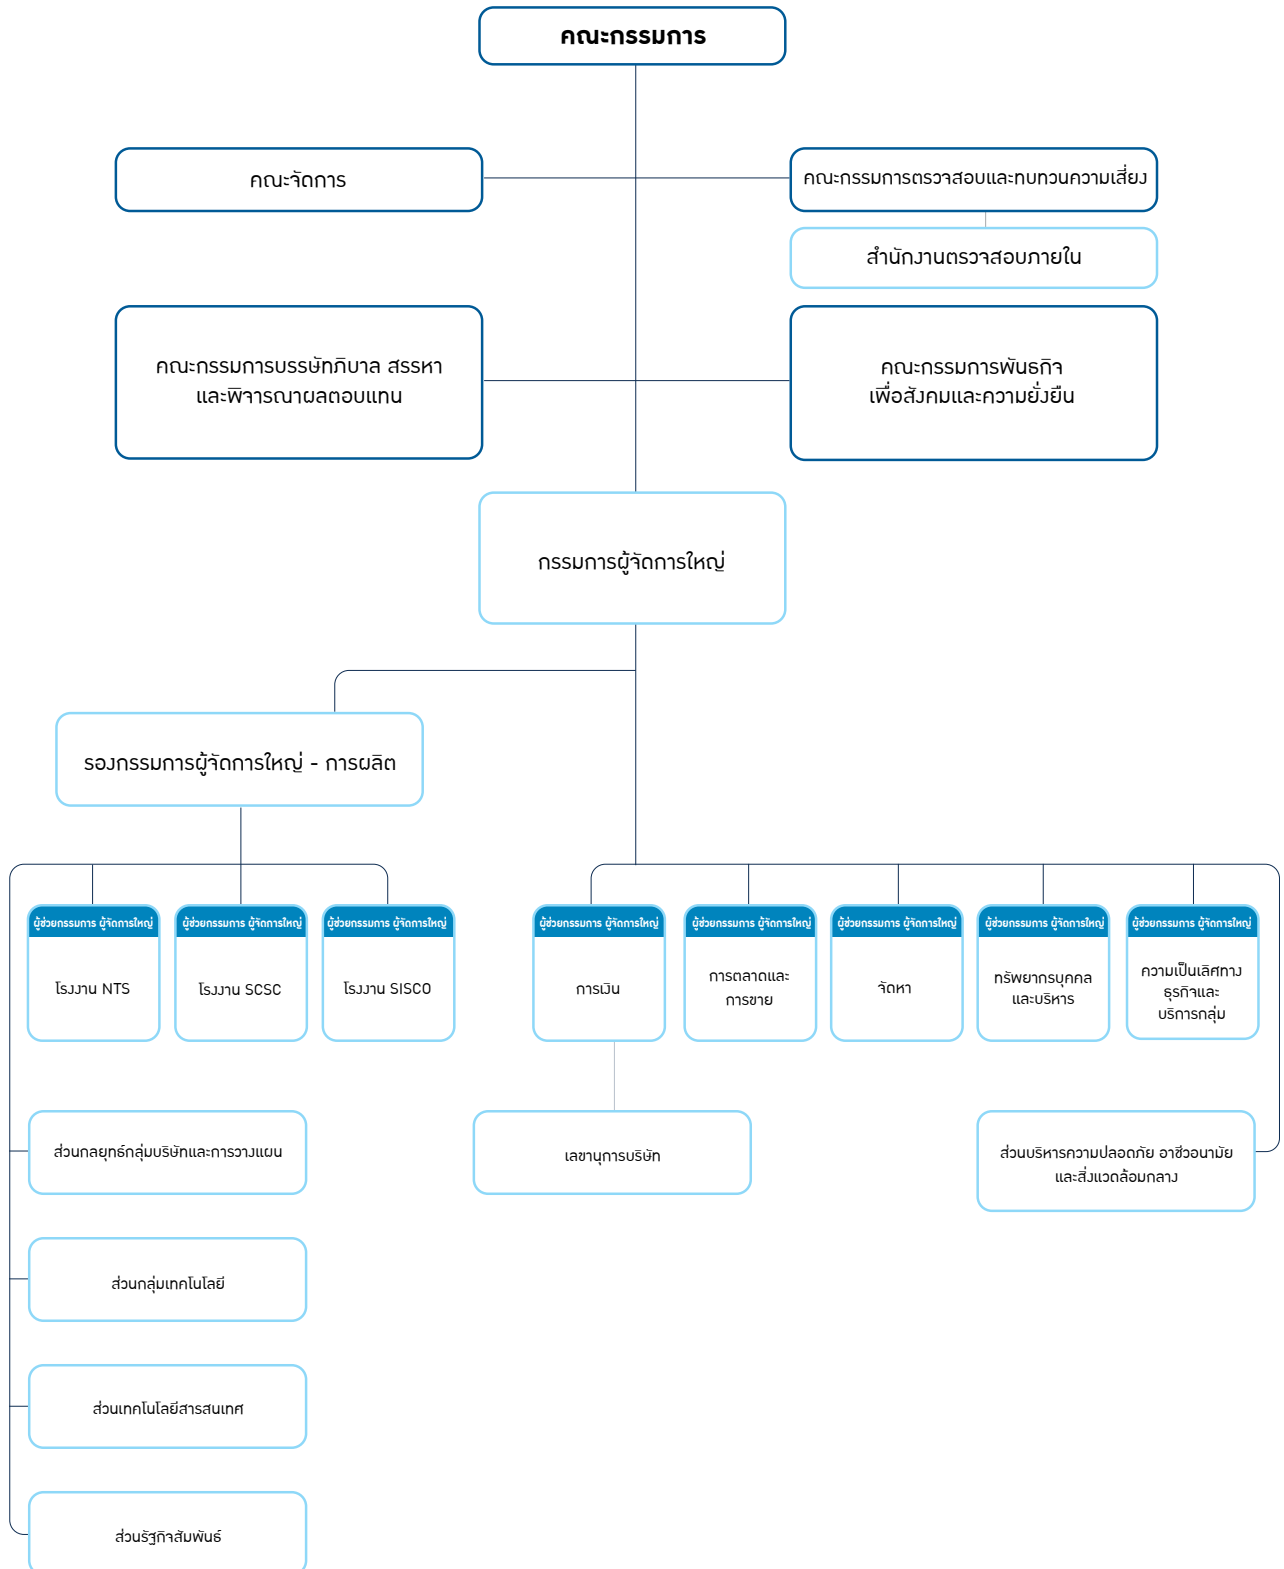 คณะกรรมการ
คณะจัดการ
คณะกรรมการตรวจสอบและทบทวนความเสี่ยง
สำนักงานตรวจสอบภายใน
คณะกรรมการบรรษัทภิบาล สรรหา
และพิจารณาผลตอบแทน
คณะกรรมการพันธกิจ
เพื่อสังคมและความยั่งยืน
กรรมการผู้จัดการใหญ่
รองกรรมการผู้จัดการใหญ่ - การผลิต
ผู้ช่วยกรรมการ ผู้จัดการใหญ่
โรงงาน NTS
ผู้ช่วยกรรมการ ผู้จัดการใหญ่
โรงงาน SCSC
ผู้ช่วยกรรมการ ผู้จัดการใหญ่
โรงงาน SISCO
ผู้ช่วยกรรมการ ผู้จัดการใหญ่
การเงิน
ผู้ช่วยกรรมการ ผู้จัดการใหญ่
การตลาดและ
การขาย
ผู้ช่วยกรรมการ ผู้จัดการใหญ่
จัดหา
ผู้ช่วยกรรมการ ผู้จัดการใหญ่
ทรัพยากรบุคคล
และบริหาร
ผู้ช่วยกรรมการ ผู้จัดการใหญ่
ความเป็นเลิศทาง
ธุรกิจและ
บริการกลุ่ม
ส่วนกลยุทธ์กลุ่มบริษัทและการวางแผน
เลขานุการบริษัท
ส่วนบริหารความปลอดภัย อาชีวอนามัย
และสิ่งแวดล้อมกลาง
ส่วนกลุ่มเทคโนโลยี
ส่วนเทคโนโลยีสารสนเทศ
ส่วนรัฐกิจสัมพันธ์